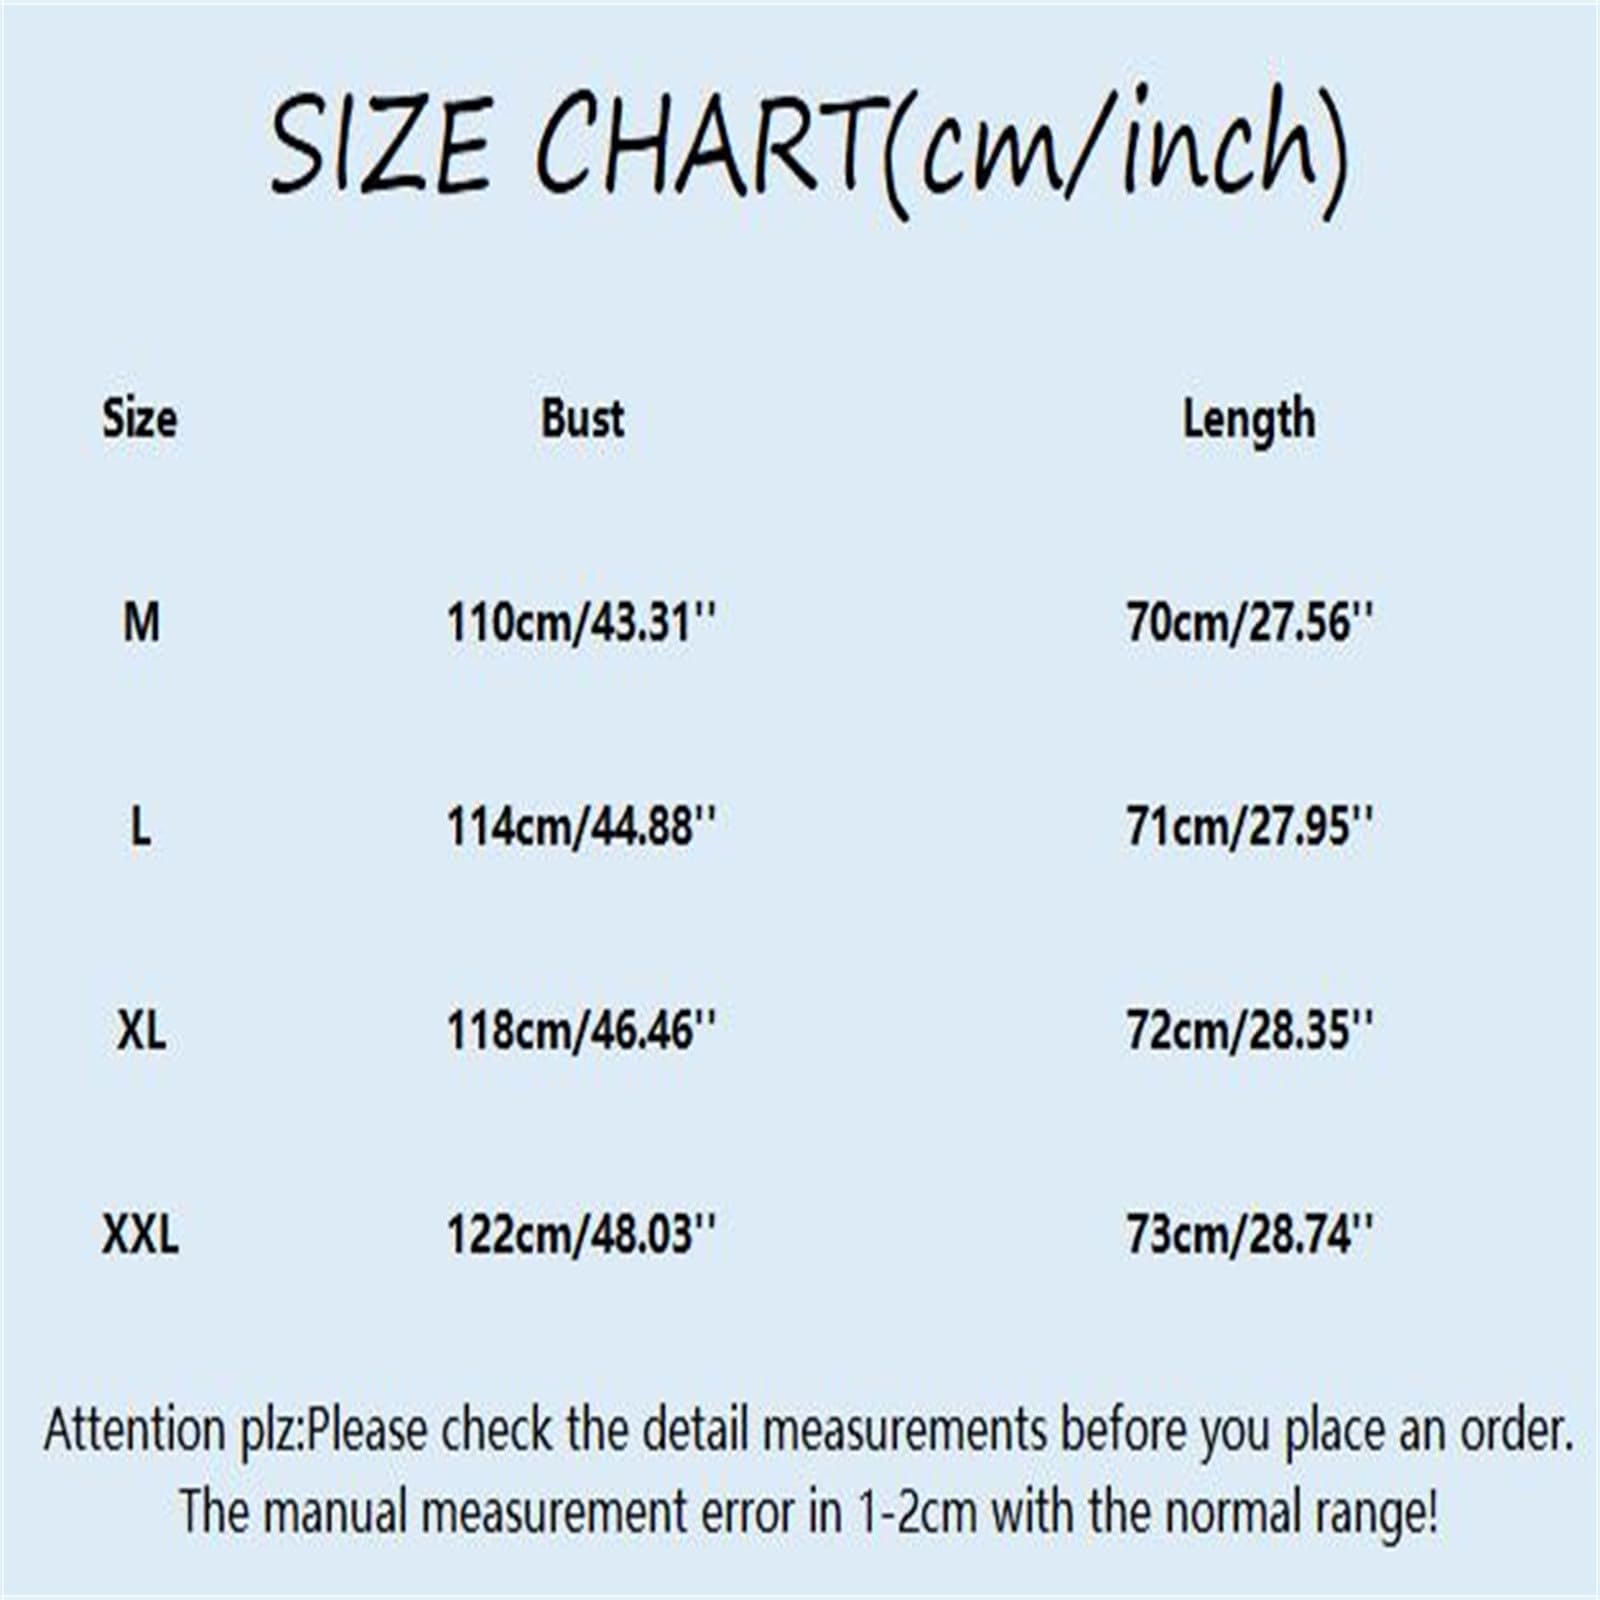 SIZE CHART(cm/inch)
Size Bust Length
M 110cm/43.31'' 70cm/27.56''
L 114cm/44.88'' 71cm/27.95''
XL 118cm/46.46'' 72cm/28.35''
XXL 122cm/48.03'' 73cm/28.74''
Attention plz:Please check the detail measurements before you place an order.
The manual measurement error in 1-2cm with the normal range!